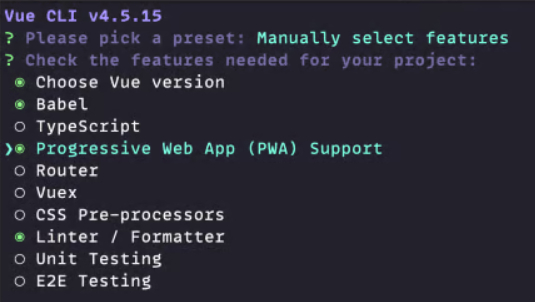 Vue CLI v4.5.15
? Please pick a preset: Manually select features
? Check the features needed for your project:
◉ Choose Vue version
◉ Babel
○ TypeScript
❯◉ Progressive Web App (PWA) Support
○ Router
○ Vuex
○ CSS Pre-processors
◉ Linter / Formatter
○ Unit Testing
○ E2E Testing